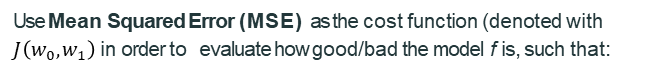 Use Mean Squared Error (MSE) as the cost function (denoted with
J(w₀,w₁) in order to evaluate how good/bad the model f is, such that: